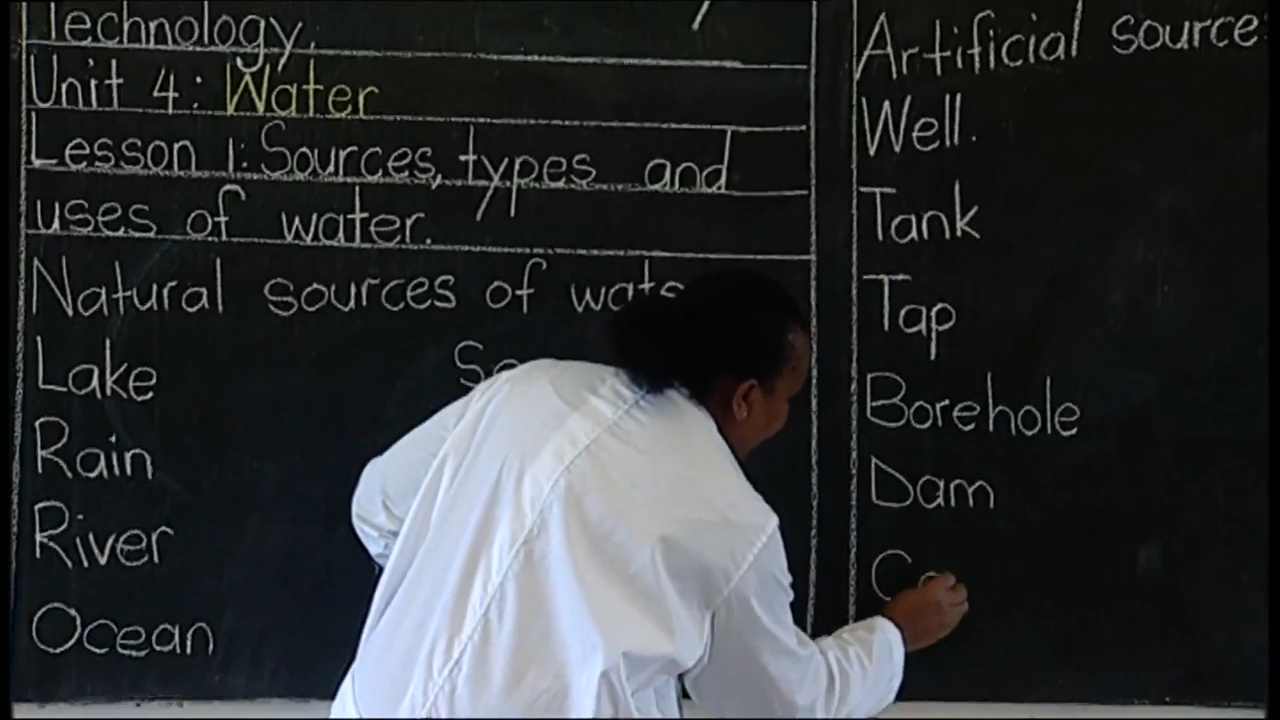 Technology.
Unit 4: Water
Lesson 1: Sources, types and
uses of water.
Natural sources of
Lake
Rain
River
Ocean
Artificial source
Well.
Tank
Tap
Borehole
Dam